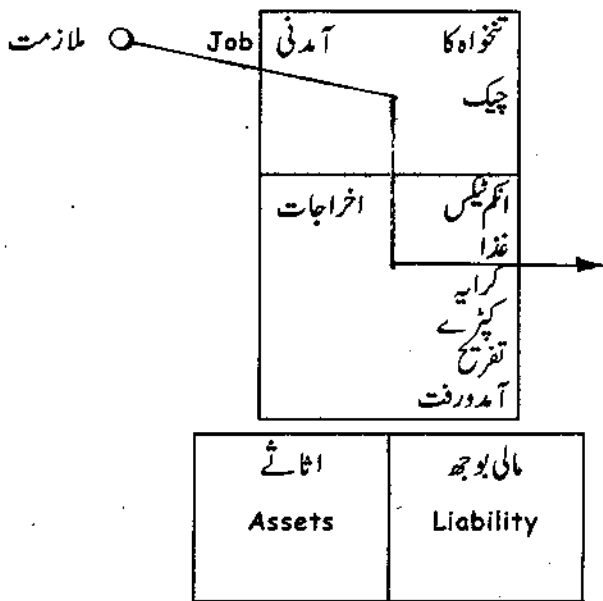 ملازمت Job آمدنی تنخواہ کا
چیک
اخراجات انکم ٹیکس
غذا
کرایہ
کپڑے
تفریح
آمدورفت
اثاثے مالی بوجھ
Assets Liability